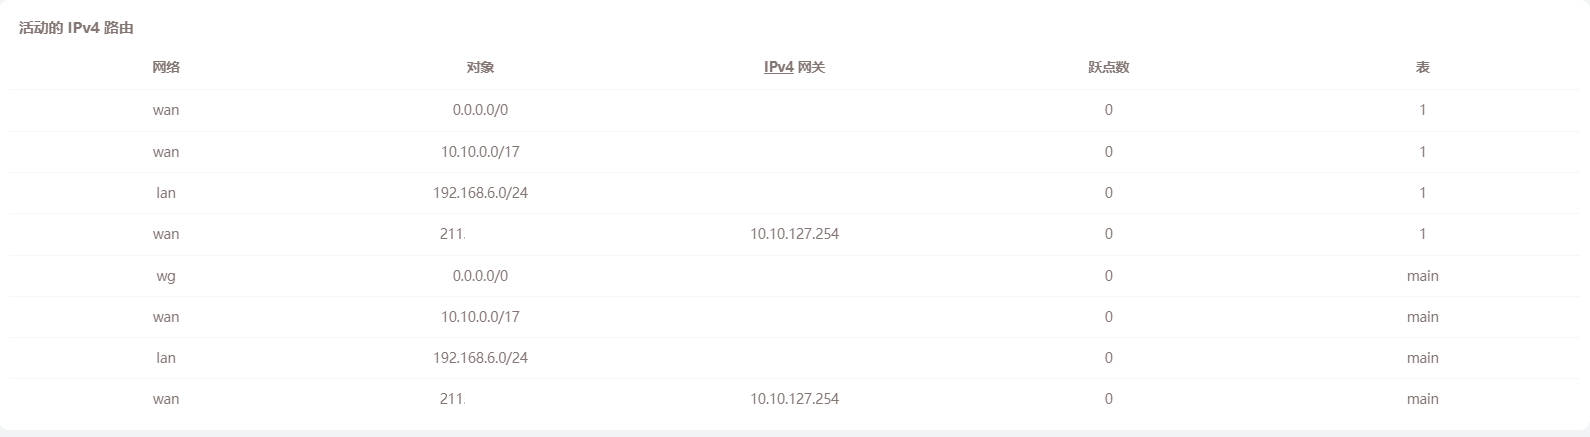 活动的 IPv4 路由
网络 对象 IPv4 网关 跃点数 表
wan 0.0.0.0/0 0 1
wan 10.10.0.0/17 0 1
lan 192.168.6.0/24 0 1
wan 211. 10.10.127.254 0 1
wg 0.0.0.0/0 0 main
wan 10.10.0.0/17 0 main
lan 192.168.6.0/24 0 main
wan 211. 10.10.127.254 0 main